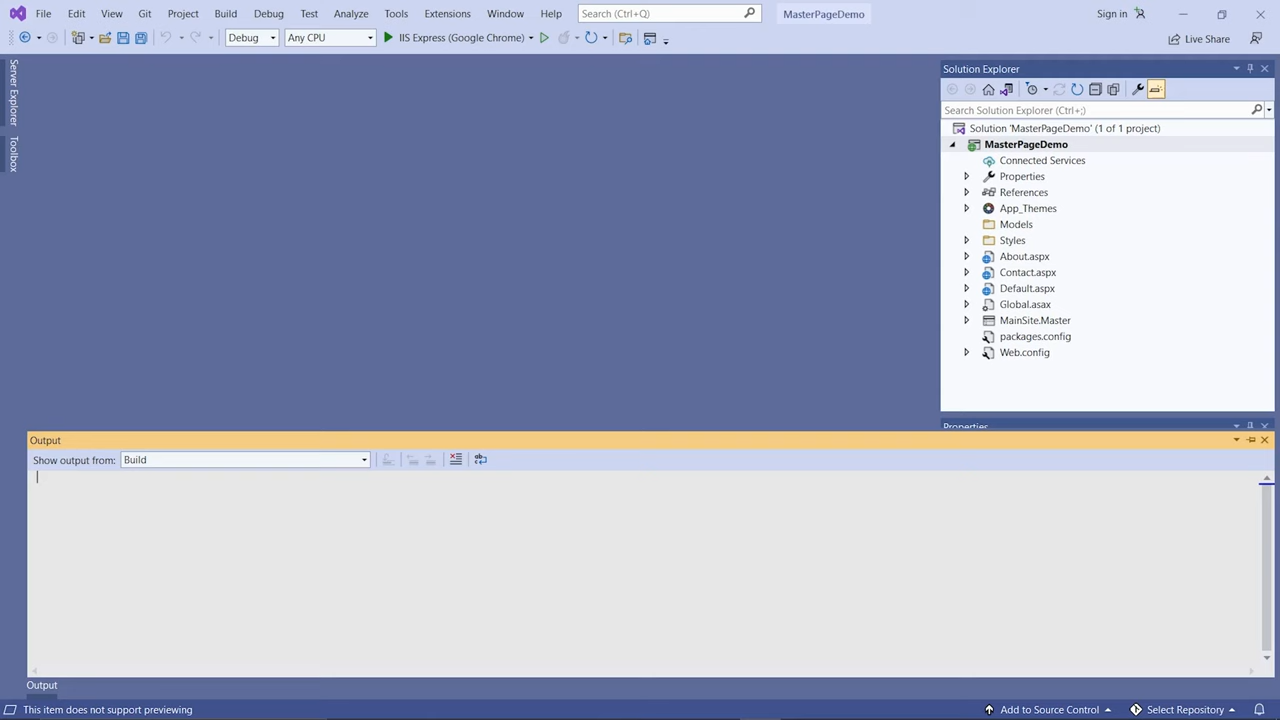 File Edit View Git Project Build Debug Test Analyze Tools Extensions Window Help Search (Ctrl+Q) MasterPageDemo Sign in
Debug Any CPU IIS Express (Google Chrome) Live Share
Server Explorer
Toolbox
Solution Explorer
Search Solution Explorer (Ctrl+;)
Solution 'MasterPageDemo' (1 of 1 project)
MasterPageDemo
Connected Services
Properties
References
App_Themes
Models
Styles
About.aspx
Contact.aspx
Default.aspx
Global.asax
MainSite.Master
packages.config
Web.config
Properties
Output
Show output from: Build
Output
This item does not support previewing Add to Source Control Select Repository